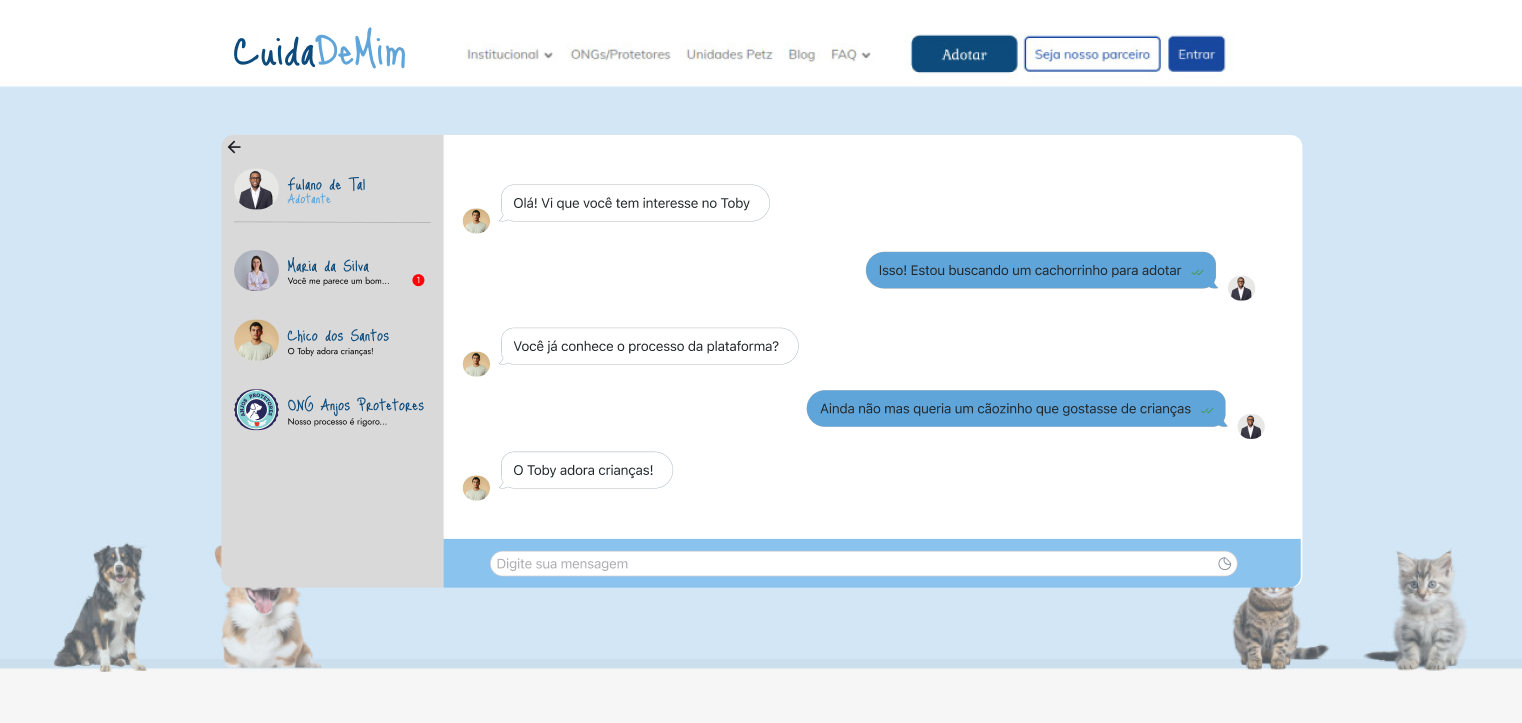 CuidaDeMim
Institucional
ONGs/Protetores
Unidades Petz
Blog
FAQ
Adotar
Seja nosso parceiro
Entrar
Fulano de Tal
Adotante
Maria da Silva
Você me parece um bom...
1
Chico dos Santos
O Toby adora crianças!
ANJOS PROTETORES
ONG Anjos Protetores
Nosso processo é rigoro...
Olá! Vi que você tem interesse no Toby
Isso! Estou buscando um cachorrinho para adotar
Você já conhece o processo da plataforma?
Ainda não mas queria um cãozinho que gostasse de crianças
O Toby adora crianças!
Digite sua mensagem